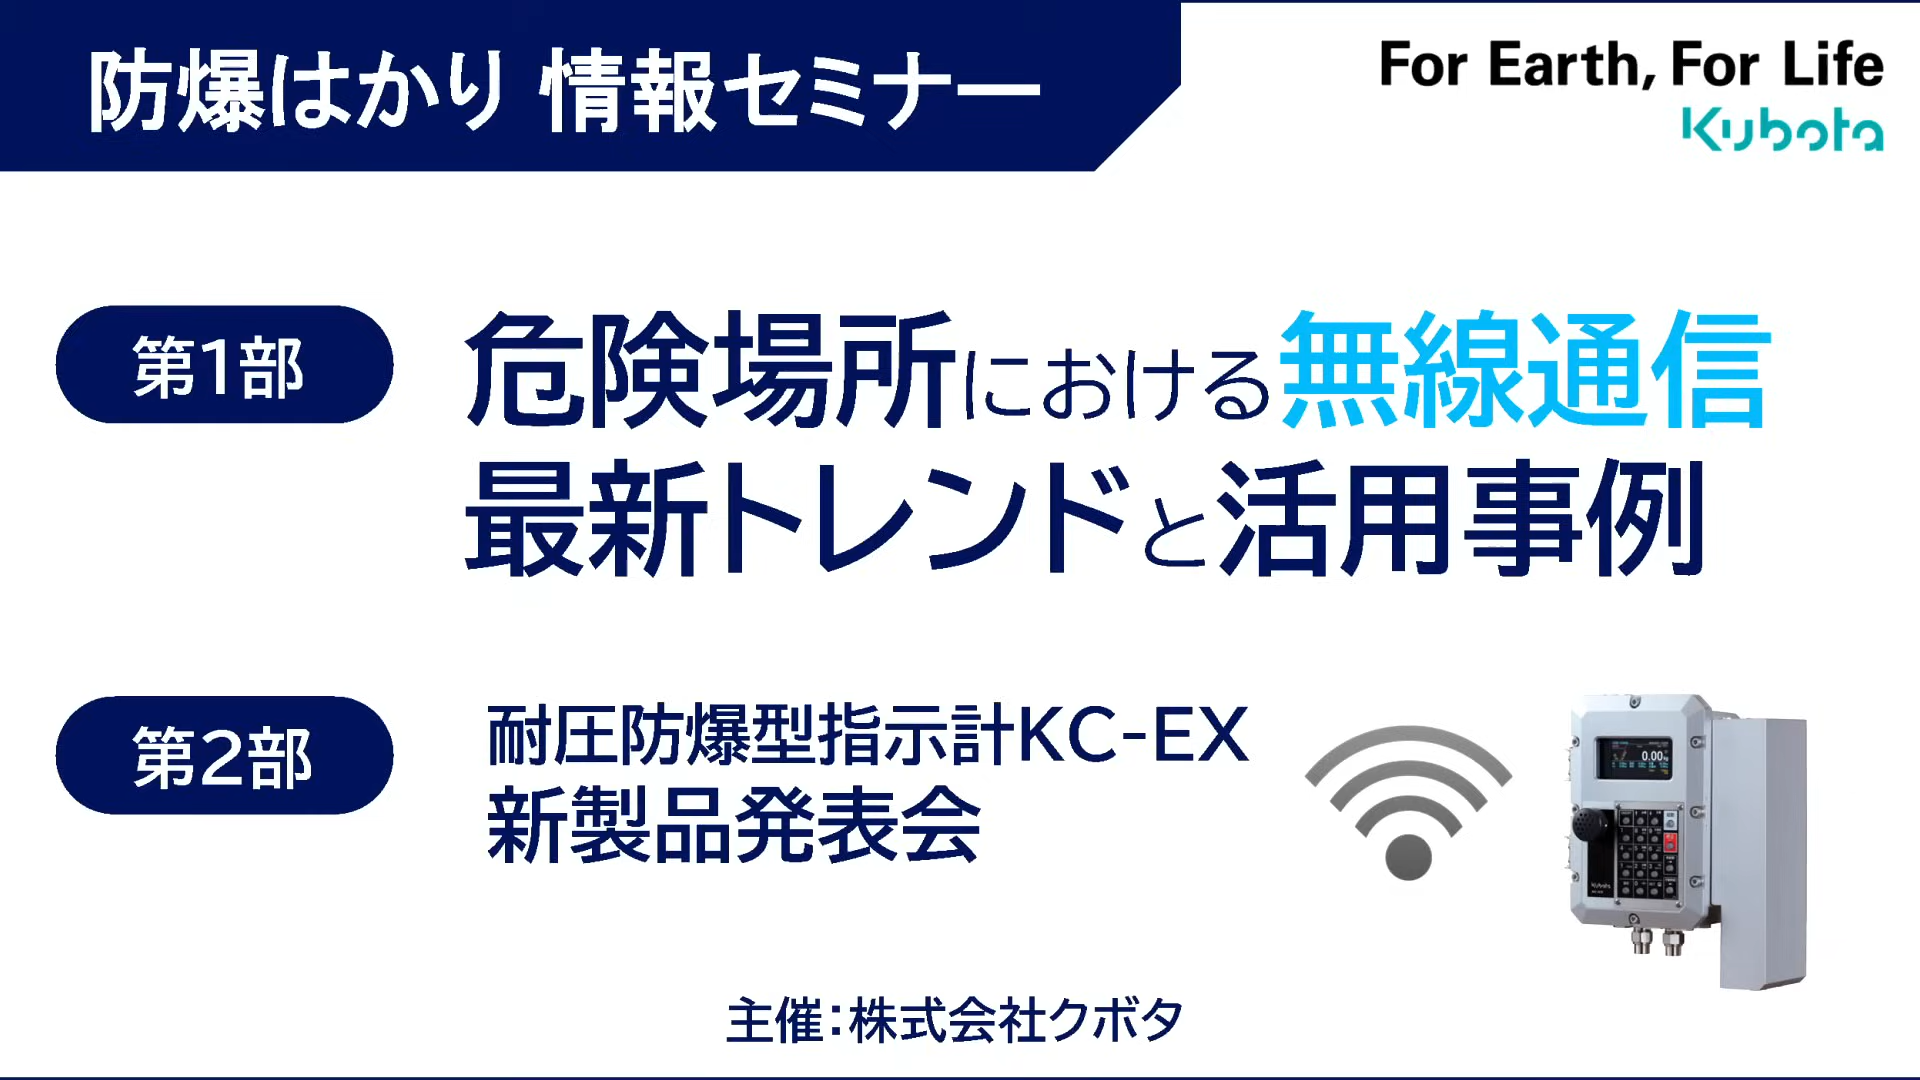 防爆はかり 情報セミナー
For Earth, For Life
Kubota
第1部
危険場所における無線通信
最新トレンドと活用事例
第2部
耐圧防爆型指示計KC-EX
新製品発表会
0.00
Kubota
主催：株式会社クボタ